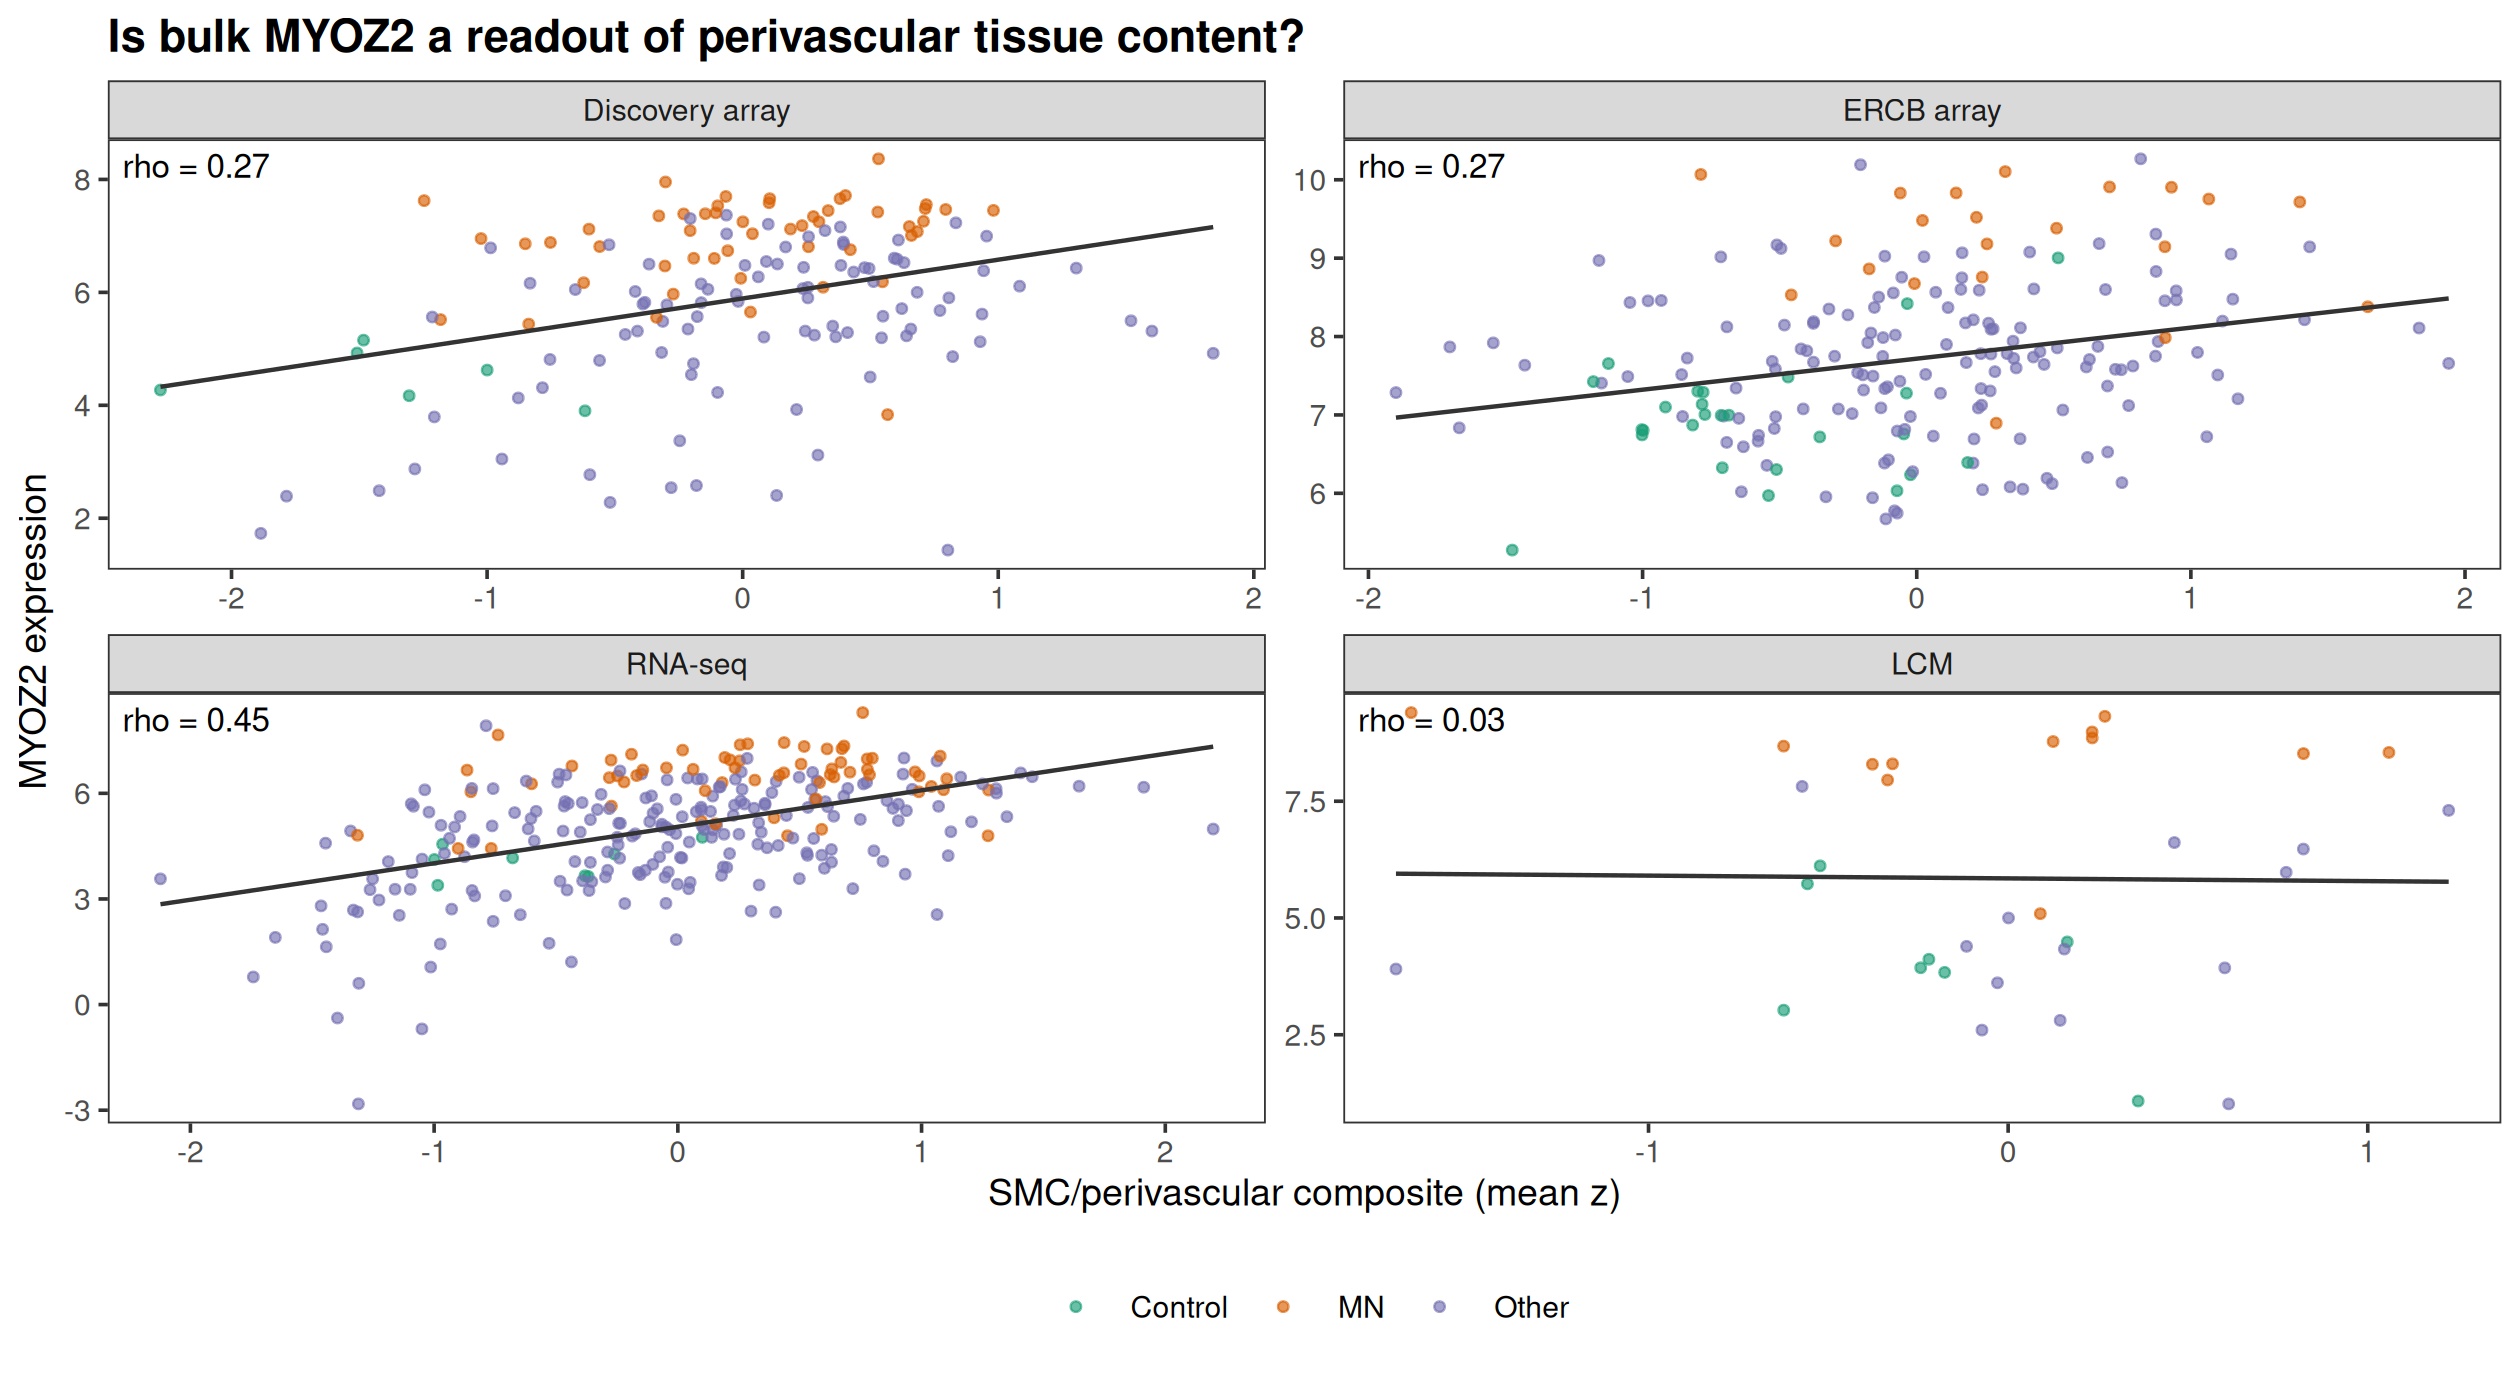 Is bulk MYOZ2 a readout of perivascular tissue content?
Discovery array
ERCB array
rho = 0.27
rho = 0.27
8
6
4
2
10
9
8
7
6
-2
-1
0
1
2
-2
-1
0
1
2
MYOZ2 expression
RNA-seq
LCM
rho = 0.45
rho = 0.03
6
3
0
-3
7.5
5.0
2.5
-2
-1
0
1
2
-1
0
1
SMC/perivascular composite (mean z)
Control
MN
Other